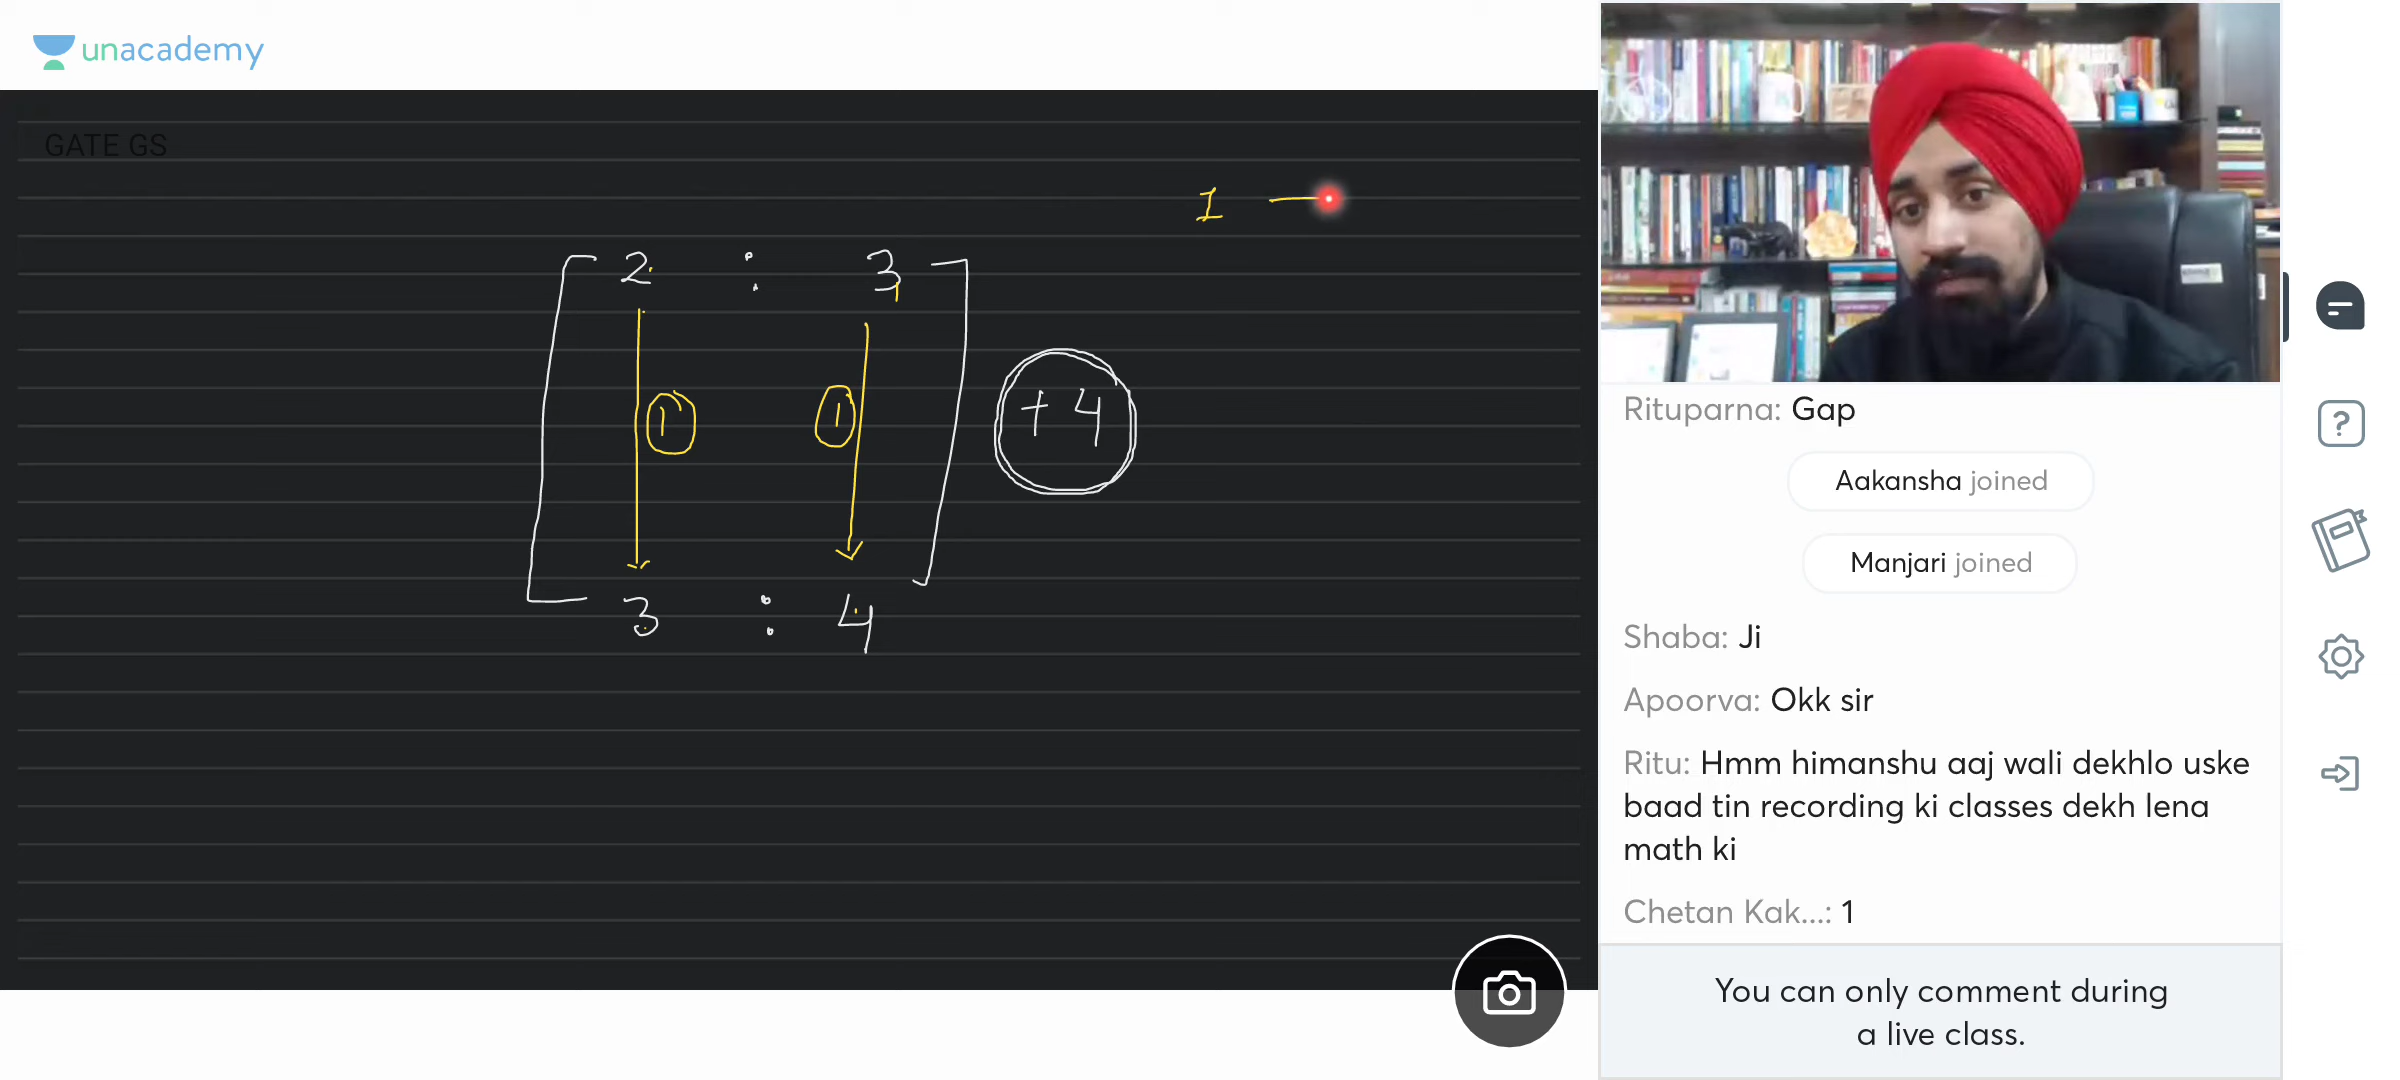 unacademy
GATE GS
1 —
2 : 3
1 1
+ 4
3 : 4
Rituparna: Gap
Aakansha joined
Manjari joined
Shaba: Ji
Apoorva: Okk sir
Ritu: Hmm himanshu aaj wali dekhlo uske
baad tin recording ki classes dekh lena
math ki
Chetan Kak...: 1
You can only comment during
a live class.
?